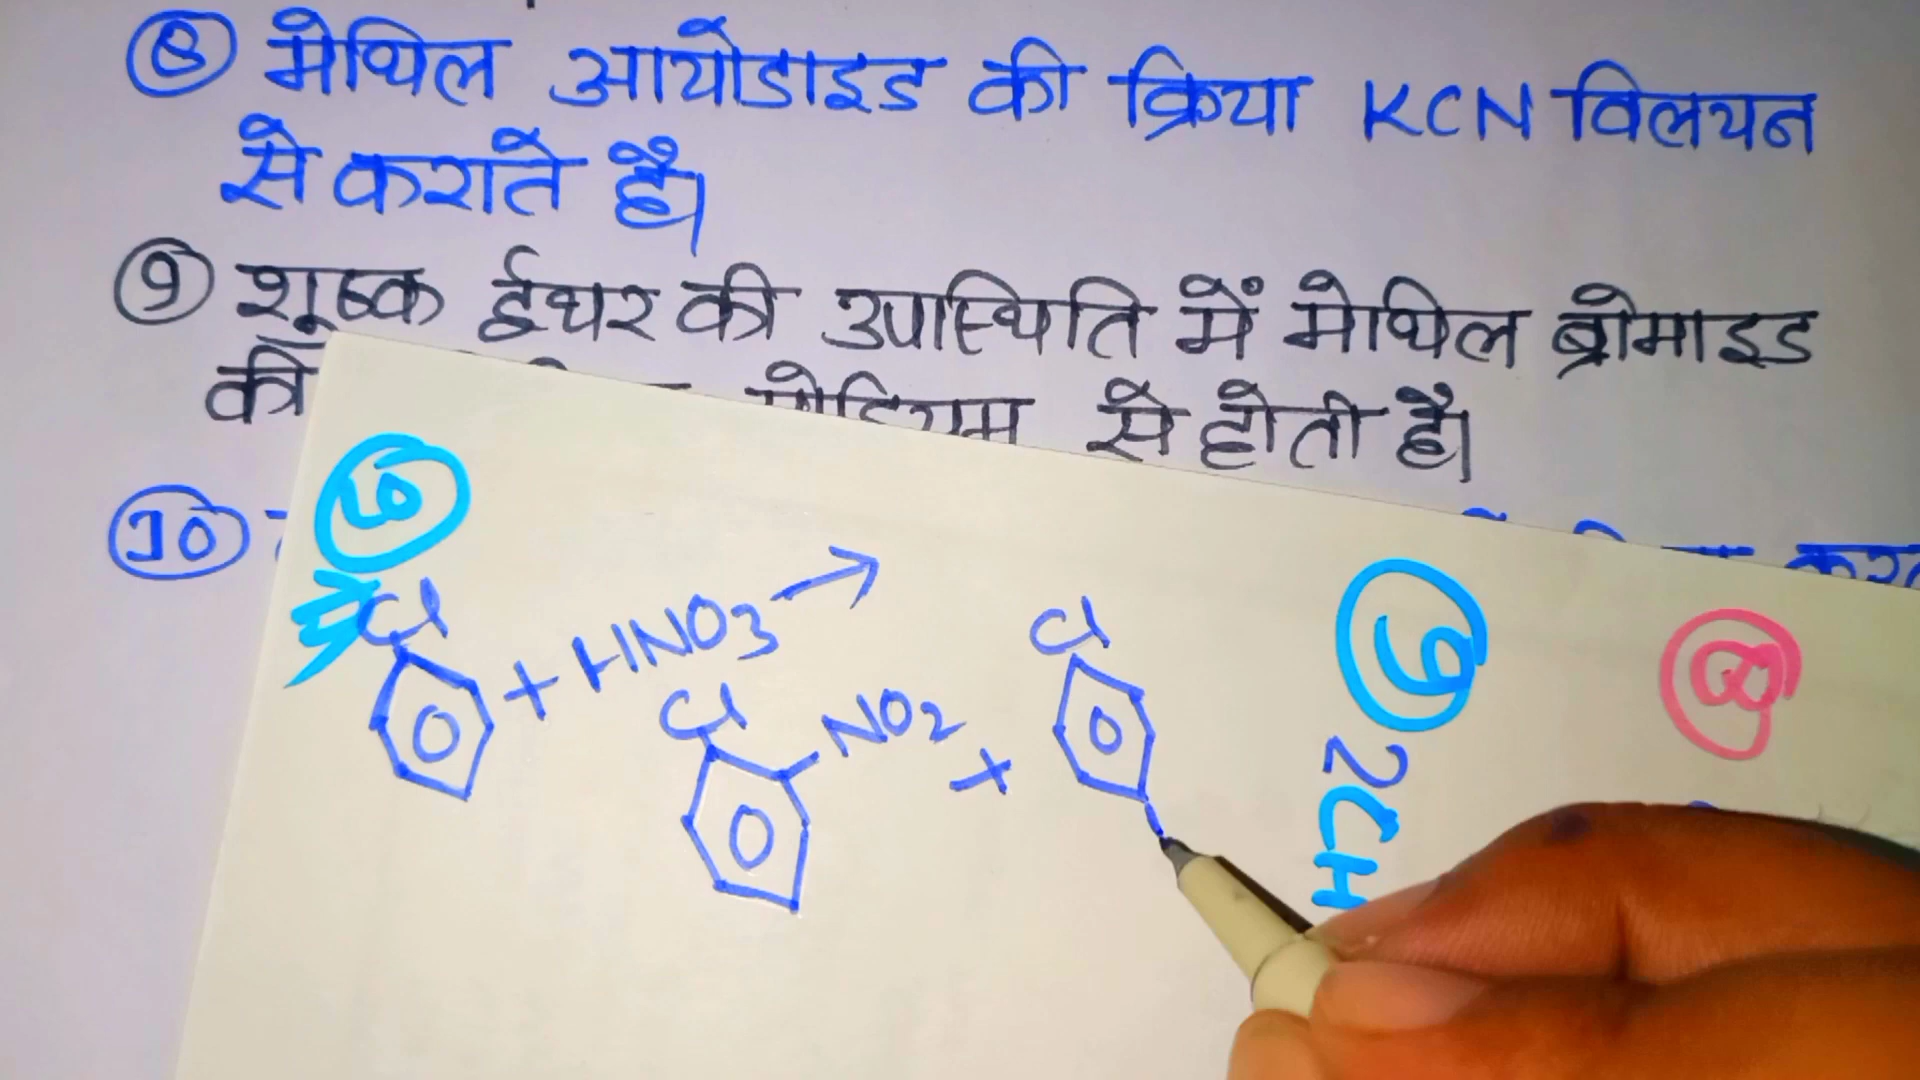 ⑧ मेथिल आयोडाइड की क्रिया KCN विलयन
से कराते है।
⑨ शूष्क ईथर की उपस्थिति में मेथिल ब्रोमाइड
की से होती है।
⑩
⑥
Cl
+ HNO3 →
Cl NO2 +
Cl
⑨
2CH
⑧